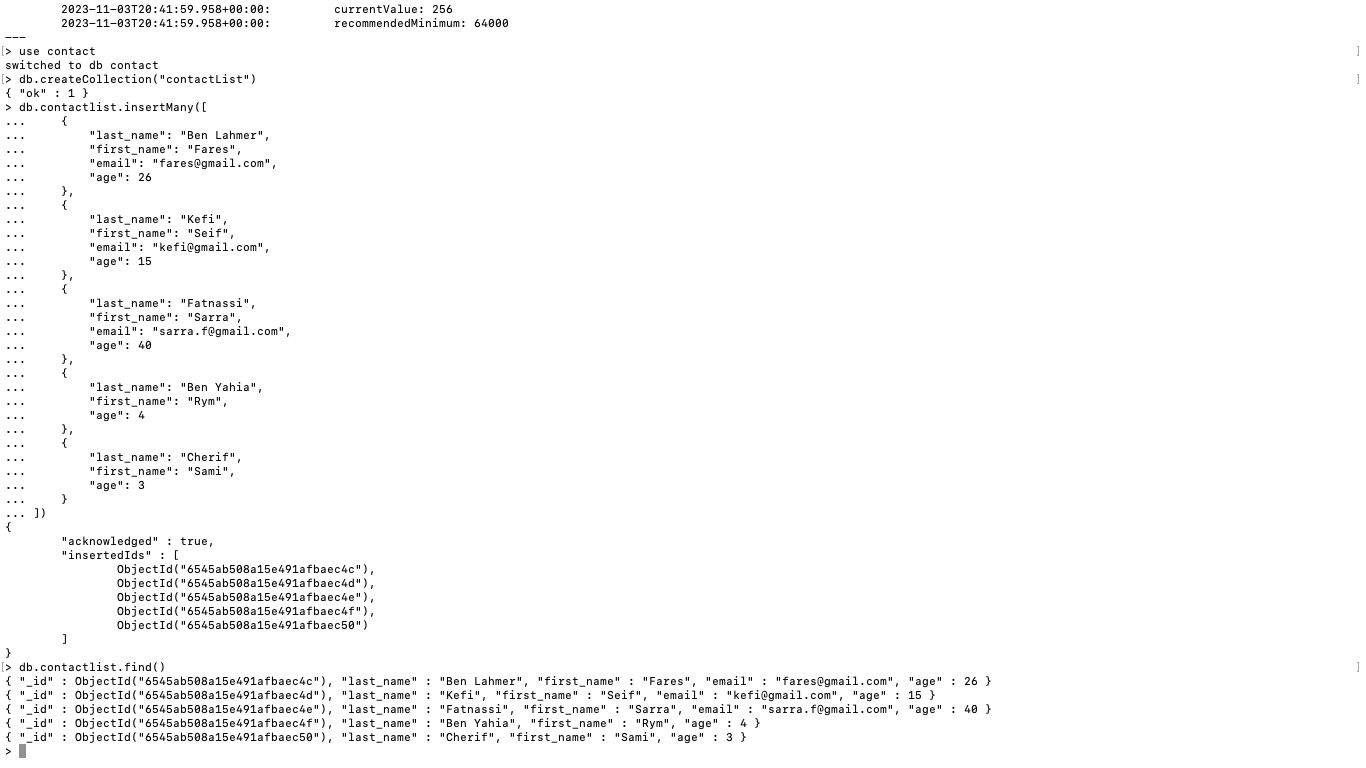 2023-11-03T20:41:59.958+00:00:         currentValue: 256
2023-11-03T20:41:59.958+00:00:         recommendedMinimum: 64000
---
[> use contact ]
switched to db contact
[> db.createCollection("contactList") ]
{ "ok" : 1 }
> db.contactlist.insertMany([
...     {
...         "last_name": "Ben Lahmer",
...         "first_name": "Fares",
...         "email": "fares@gmail.com",
...         "age": 26
...     },
...     {
...         "last_name": "Kefi",
...         "first_name": "Seif",
...         "email": "kefi@gmail.com",
...         "age": 15
...     },
...     {
...         "last_name": "Fatnassi",
...         "first_name": "Sarra",
...         "email": "sarra.f@gmail.com",
...         "age": 40
...     },
...     {
...         "last_name": "Ben Yahia",
...         "first_name": "Rym",
...         "age": 4
...     },
...     {
...         "last_name": "Cherif",
...         "first_name": "Sami",
...         "age": 3
...     }
... ])
{
        "acknowledged" : true,
        "insertedIds" : [
                ObjectId("6545ab508a15e491afbaec4c"),
                ObjectId("6545ab508a15e491afbaec4d"),
                ObjectId("6545ab508a15e491afbaec4e"),
                ObjectId("6545ab508a15e491afbaec4f"),
                ObjectId("6545ab508a15e491afbaec50")
        ]
}
[> db.contactlist.find() ]
{ "_id" : ObjectId("6545ab508a15e491afbaec4c"), "last_name" : "Ben Lahmer", "first_name" : "Fares", "email" : "fares@gmail.com", "age" : 26 }
{ "_id" : ObjectId("6545ab508a15e491afbaec4d"), "last_name" : "Kefi", "first_name" : "Seif", "email" : "kefi@gmail.com", "age" : 15 }
{ "_id" : ObjectId("6545ab508a15e491afbaec4e"), "last_name" : "Fatnassi", "first_name" : "Sarra", "email" : "sarra.f@gmail.com", "age" : 40 }
{ "_id" : ObjectId("6545ab508a15e491afbaec4f"), "last_name" : "Ben Yahia", "first_name" : "Rym", "age" : 4 }
{ "_id" : ObjectId("6545ab508a15e491afbaec50"), "last_name" : "Cherif", "first_name" : "Sami", "age" : 3 }
>